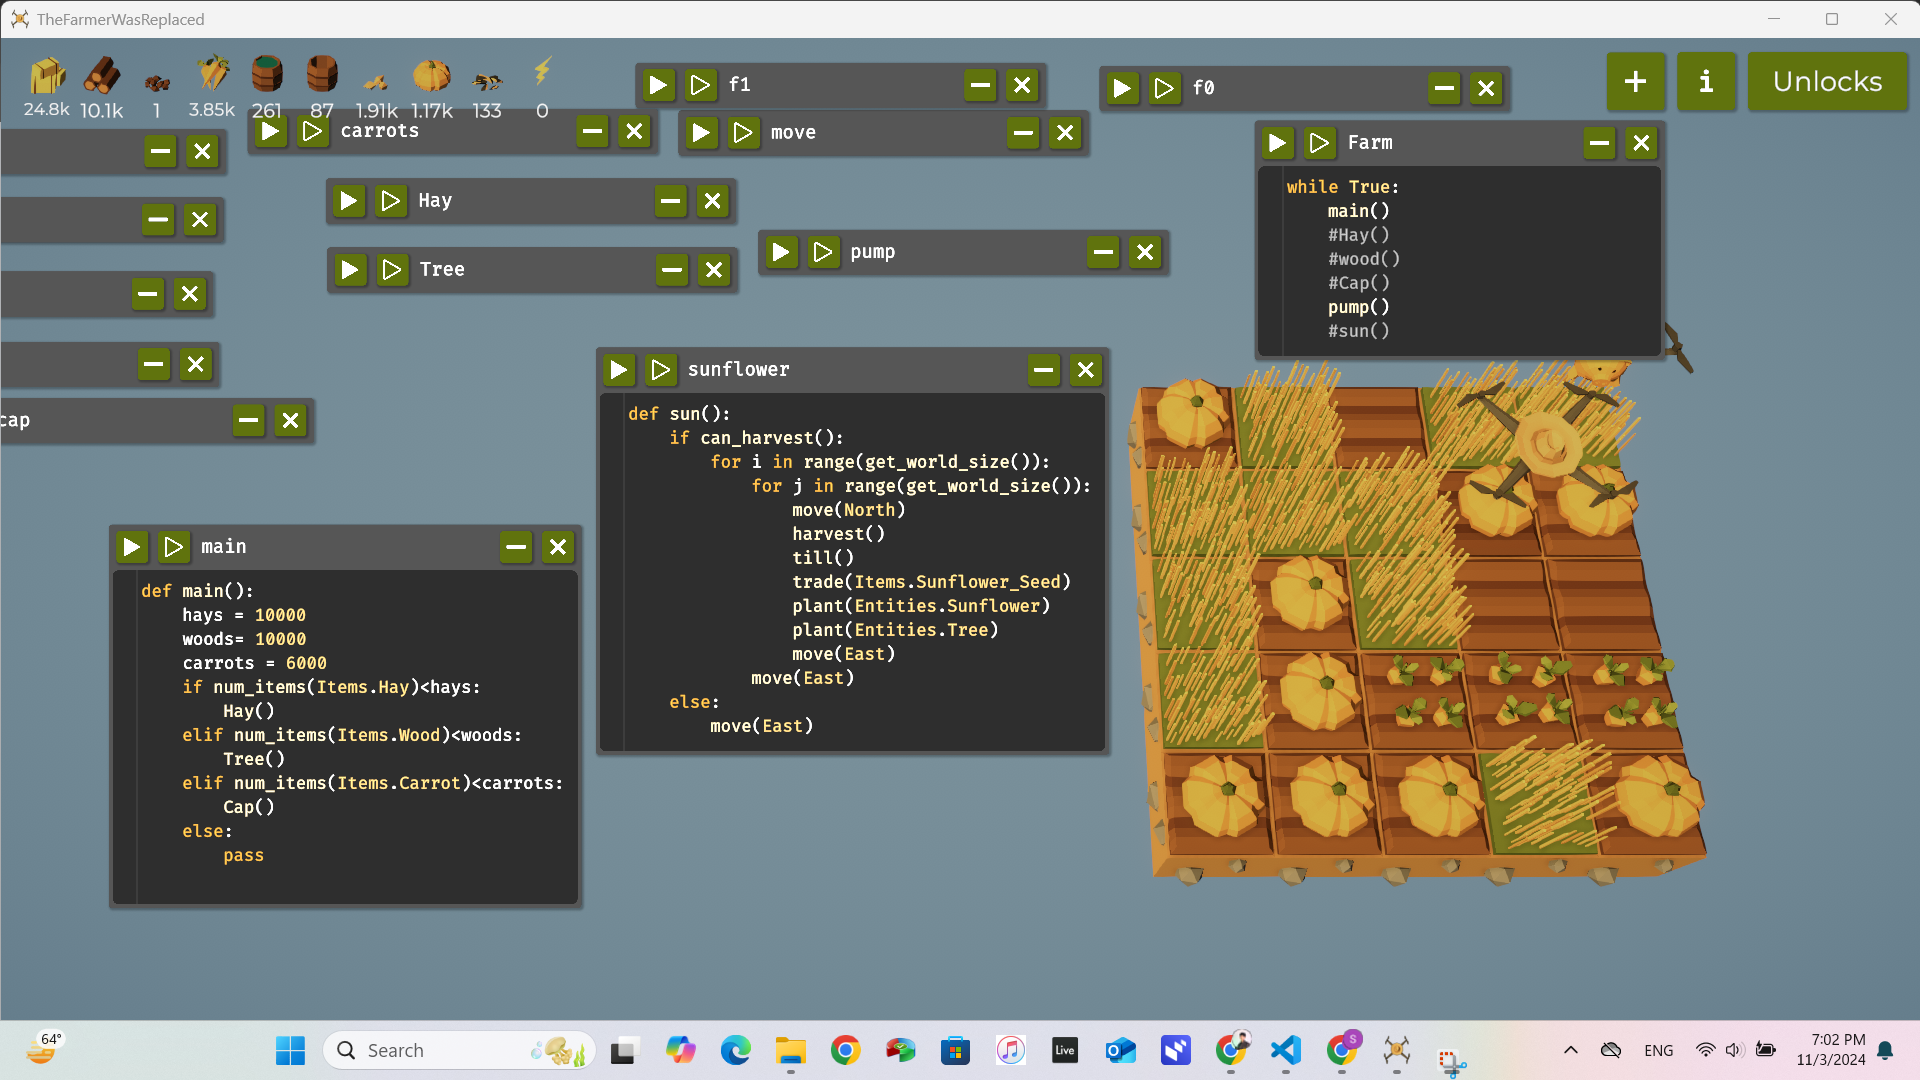 TheFarmerWasReplaced
24.8k
10.1k
1
3.85k
261
87
1.91k
1.17k
133
0
f1
f0
+
i
Unlocks
carrots
move
Farm
while True:
main()
#Hay()
#wood()
#Cap()
pump()
#sun()
Hay
Tree
pump
cap
sunflower
def sun():
if can_harvest():
for i in range(get_world_size()):
for j in range(get_world_size()):
move(North)
harvest()
till()
trade(Items.Sunflower_Seed)
plant(Entities.Sunflower)
plant(Entities.Tree)
move(East)
move(East)
else:
move(East)
main
def main():
hays = 10000
woods= 10000
carrots = 6000
if num_items(Items.Hay)<hays:
Hay()
elif num_items(Items.Wood)<woods:
Tree()
elif num_items(Items.Carrot)<carrots:
Cap()
else:
pass
64°
Search
Live
S
ENG
7:02 PM
11/3/2024